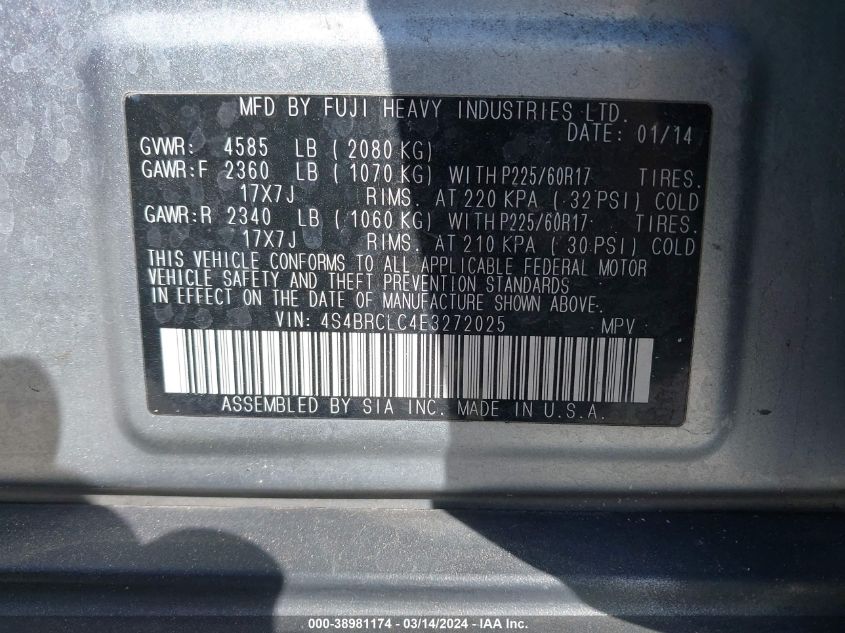 MFD BY FUJI HEAVY INDUSTRIES LTD.
DATE: 01/14
GVWR: 4585 LB ( 2080 KG)
GAWR:F 2360 LB ( 1070 KG) WITH P225/60R17 TIRES.
17X7J RIMS. AT 220 KPA ( 32 PSI) COLD
GAWR:R 2340 LB ( 1060 KG) WITH P225/60R17 TIRES.
17X7J RIMS. AT 210 KPA ( 30 PSI) COLD
THIS VEHICLE CONFORMS TO ALL APPLICABLE FEDERAL MOTOR
VEHICLE SAFETY AND THEFT PREVENTION STANDARDS
IN EFFECT ON THE DATE OF MANUFACTURE SHOWN ABOVE.
VIN: 4S4BRCLC4E3272025 MPV
ASSEMBLED BY SIA INC. MADE IN U.S.A.
000-38981174 - 03/14/2024 - IAA Inc.